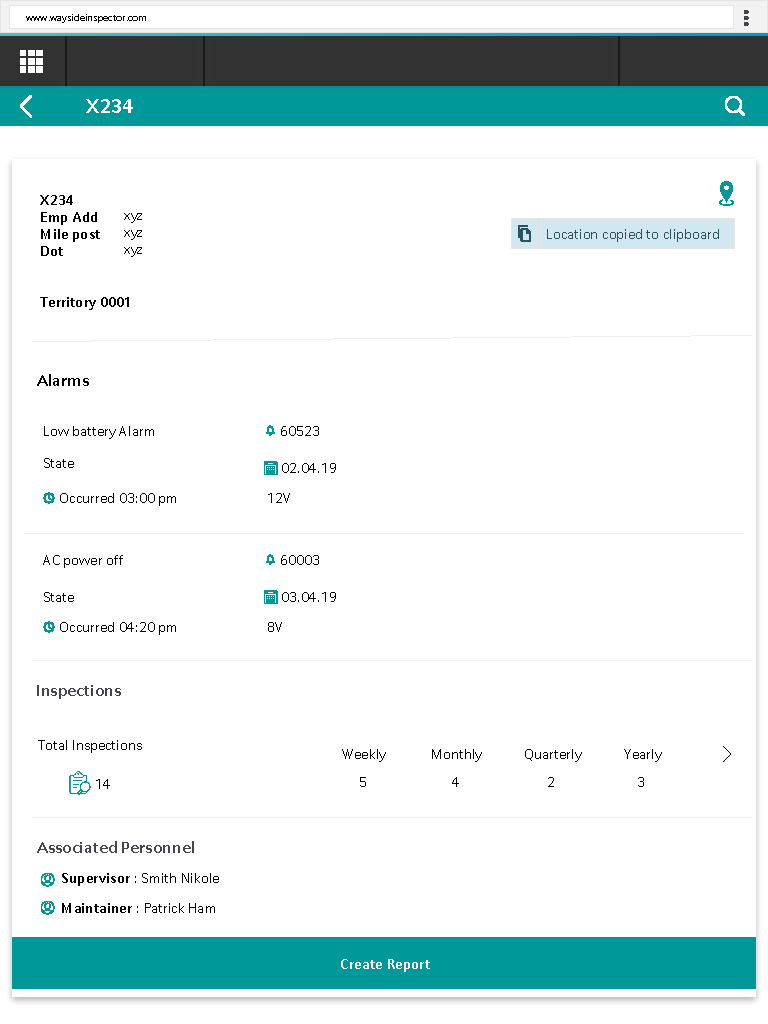 www.waysideinspector.com
X234
X234
Emp Add xyz
Mile post xyz
Dot xyz
Location copied to clipboard
Territory 0001
Alarms
Low battery Alarm 60523
State 02.04.19
Occurred 03:00 pm 12V
AC power off 60003
State 03.04.19
Occurred 04:20 pm 8V
Inspections
Total Inspections
Weekly Monthly Quarterly Yearly
14 5 4 2 3
Associated Personnel
Supervisor : Smith Nikole
Maintainer : Patrick Ham
Create Report